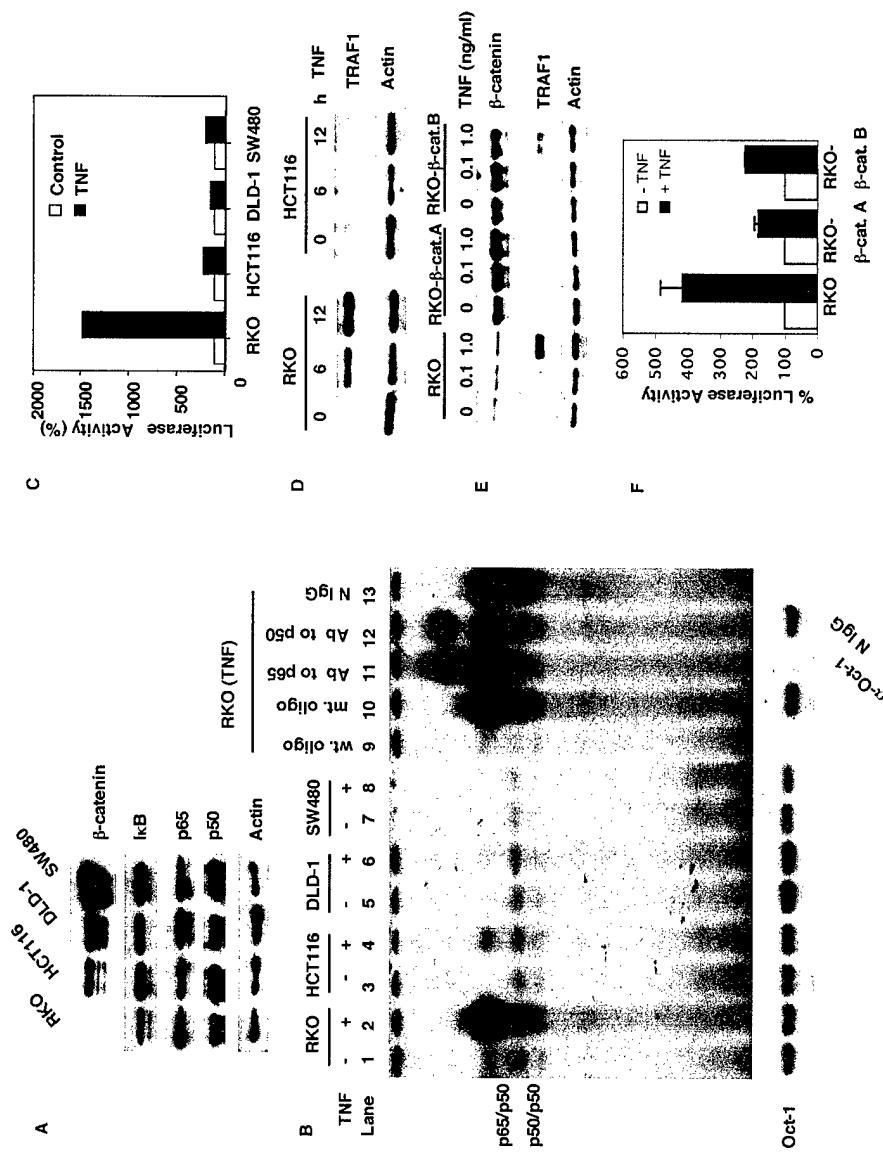 A
RKO HCT116 DLD-1 SW480
β-catenin
IκB
p65
p50
Actin
B
RKO HCT116 DLD-1 SW480 RKO (TNF)
TNF - + - + - + - + wt. oligo mt. oligo Ab to p65 Ab to p50 N IgG
Lane 1 2 3 4 5 6 7 8 9 10 11 12 13
p65/p50
p50/p50
Oct-1
α-Oct-1
N IgG
C
Luciferase Activity (%)
2000
1500
1000
500
0
Control
TNF
RKO HCT116 DLD-1 SW480
D
RKO HCT116
0 6 12 0 6 12 h TNF
TRAF1
Actin
E
RKO RKO-β-cat.A RKO-β-cat.B
0 0.1 1.0 0 0.1 1.0 0 0.1 1.0 TNF (ng/ml)
β-catenin
TRAF1
Actin
F
% Luciferase Activity
600
500
400
300
200
100
0
- TNF
+ TNF
RKO RKO- RKO-
β-cat. A β-cat. B